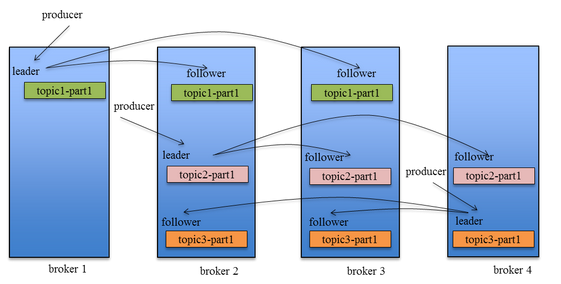 producer
leader
follower
follower
topic1-part1
topic1-part1
topic1-part1
producer
leader
follower
follower
topic2-part1
topic2-part1
topic2-part1
producer
follower
follower
leader
topic3-part1
topic3-part1
topic3-part1
broker 1
broker 2
broker 3
broker 4